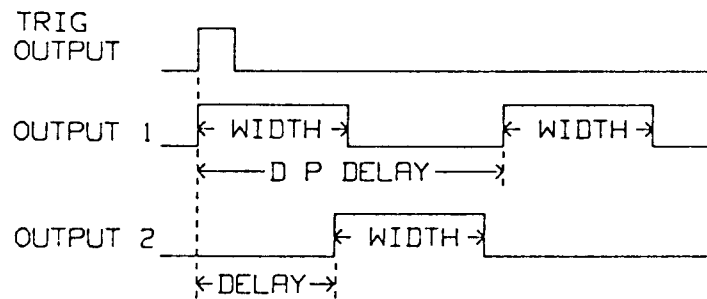 TRIG
OUTPUT
OUTPUT 1
WIDTH
WIDTH
D P DELAY
OUTPUT 2
WIDTH
DELAY